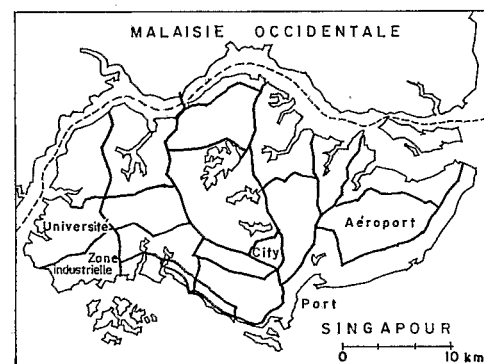 MALAISIE OCCIDENTALE
Université
Zone
industrielle
City
Aéroport
Port
SINGAPOUR
0 10 km